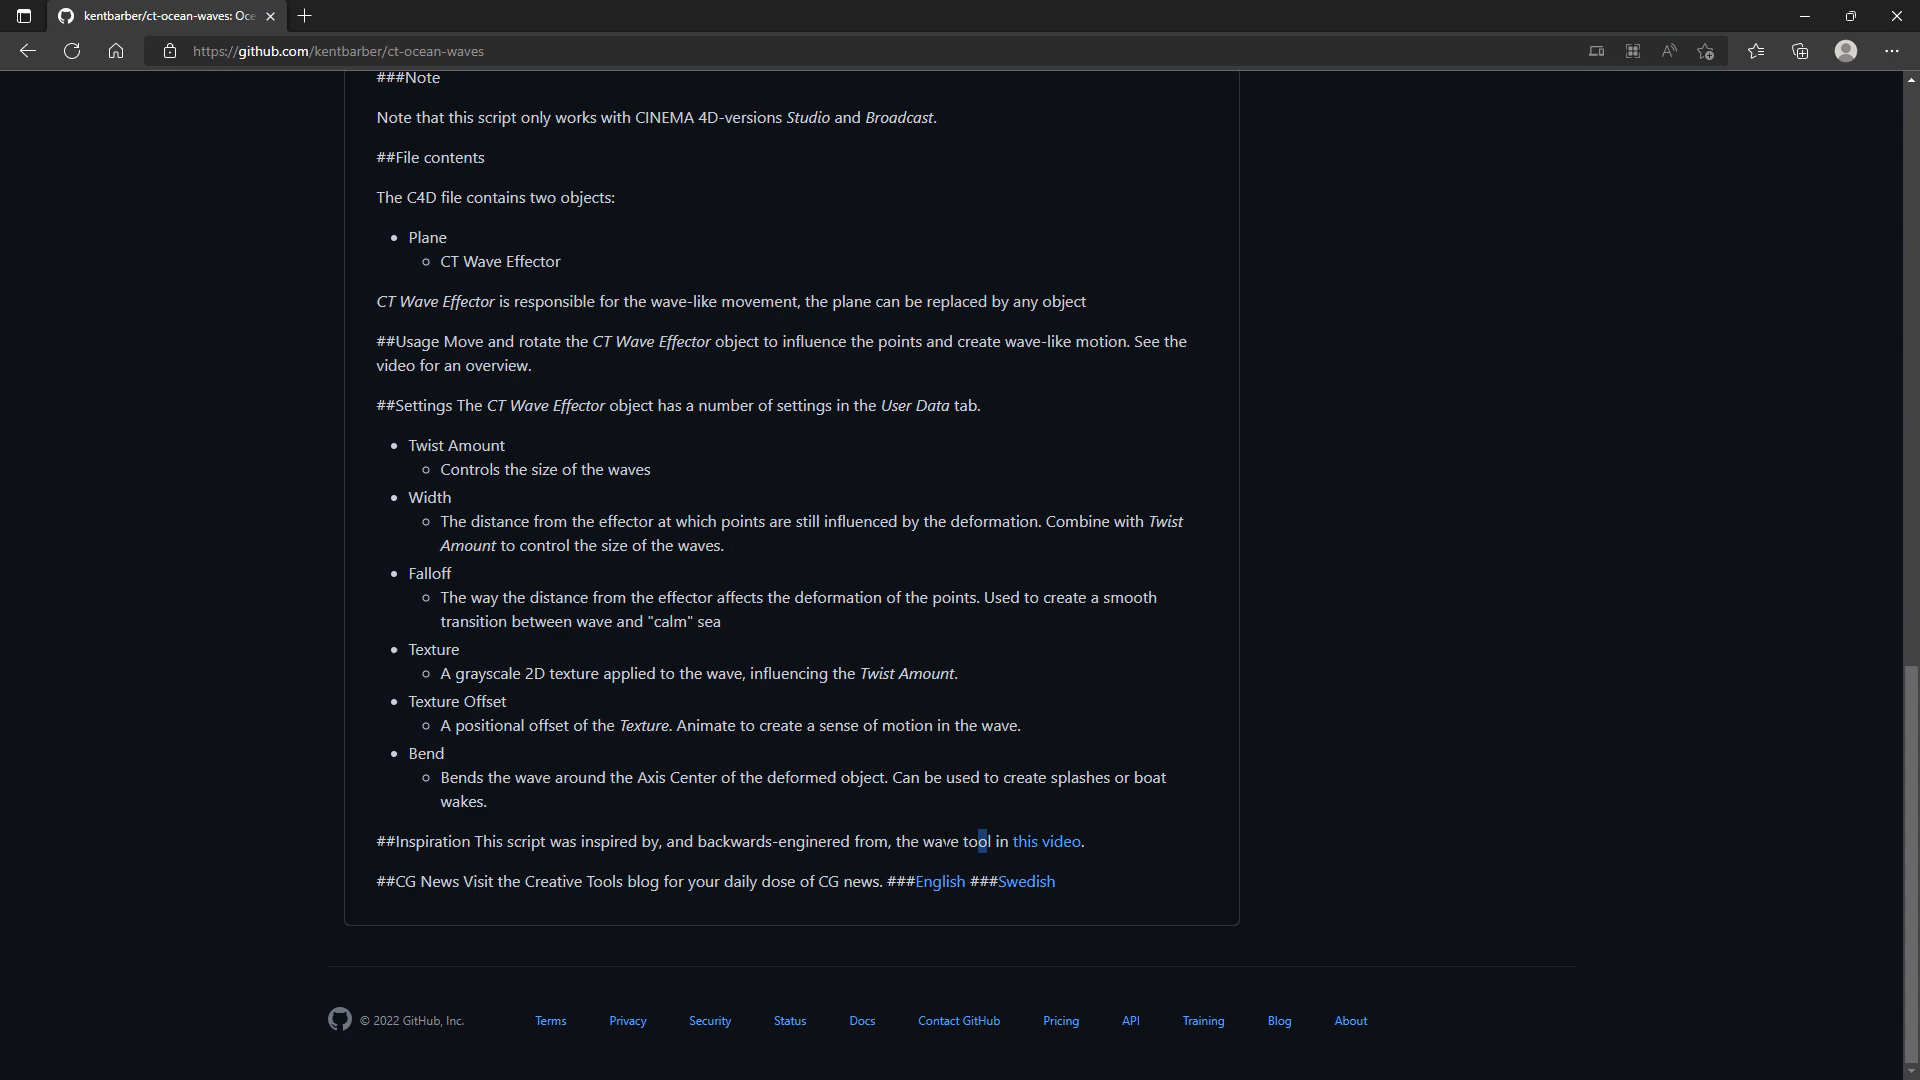 kentbarber/ct-ocean-waves: Oce
https://github.com/kentbarber/ct-ocean-waves
###Note
Note that this script only works with CINEMA 4D-versions Studio and Broadcast.
##File contents
The C4D file contains two objects:
• Plane
◦ CT Wave Effector
CT Wave Effector is responsible for the wave-like movement, the plane can be replaced by any object
##Usage Move and rotate the CT Wave Effector object to influence the points and create wave-like motion. See the
video for an overview.
##Settings The CT Wave Effector object has a number of settings in the User Data tab.
• Twist Amount
◦ Controls the size of the waves
• Width
◦ The distance from the effector at which points are still influenced by the deformation. Combine with Twist
Amount to control the size of the waves.
• Falloff
◦ The way the distance from the effector affects the deformation of the points. Used to create a smooth
transition between wave and "calm" sea
• Texture
◦ A grayscale 2D texture applied to the wave, influencing the Twist Amount.
• Texture Offset
◦ A positional offset of the Texture. Animate to create a sense of motion in the wave.
• Bend
◦ Bends the wave around the Axis Center of the deformed object. Can be used to create splashes or boat
wakes.
##Inspiration This script was inspired by, and backwards-enginered from, the wave tool in this video.
##CG News Visit the Creative Tools blog for your daily dose of CG news. ###English ###Swedish
© 2022 GitHub, Inc. Terms Privacy Security Status Docs Contact GitHub Pricing API Training Blog About